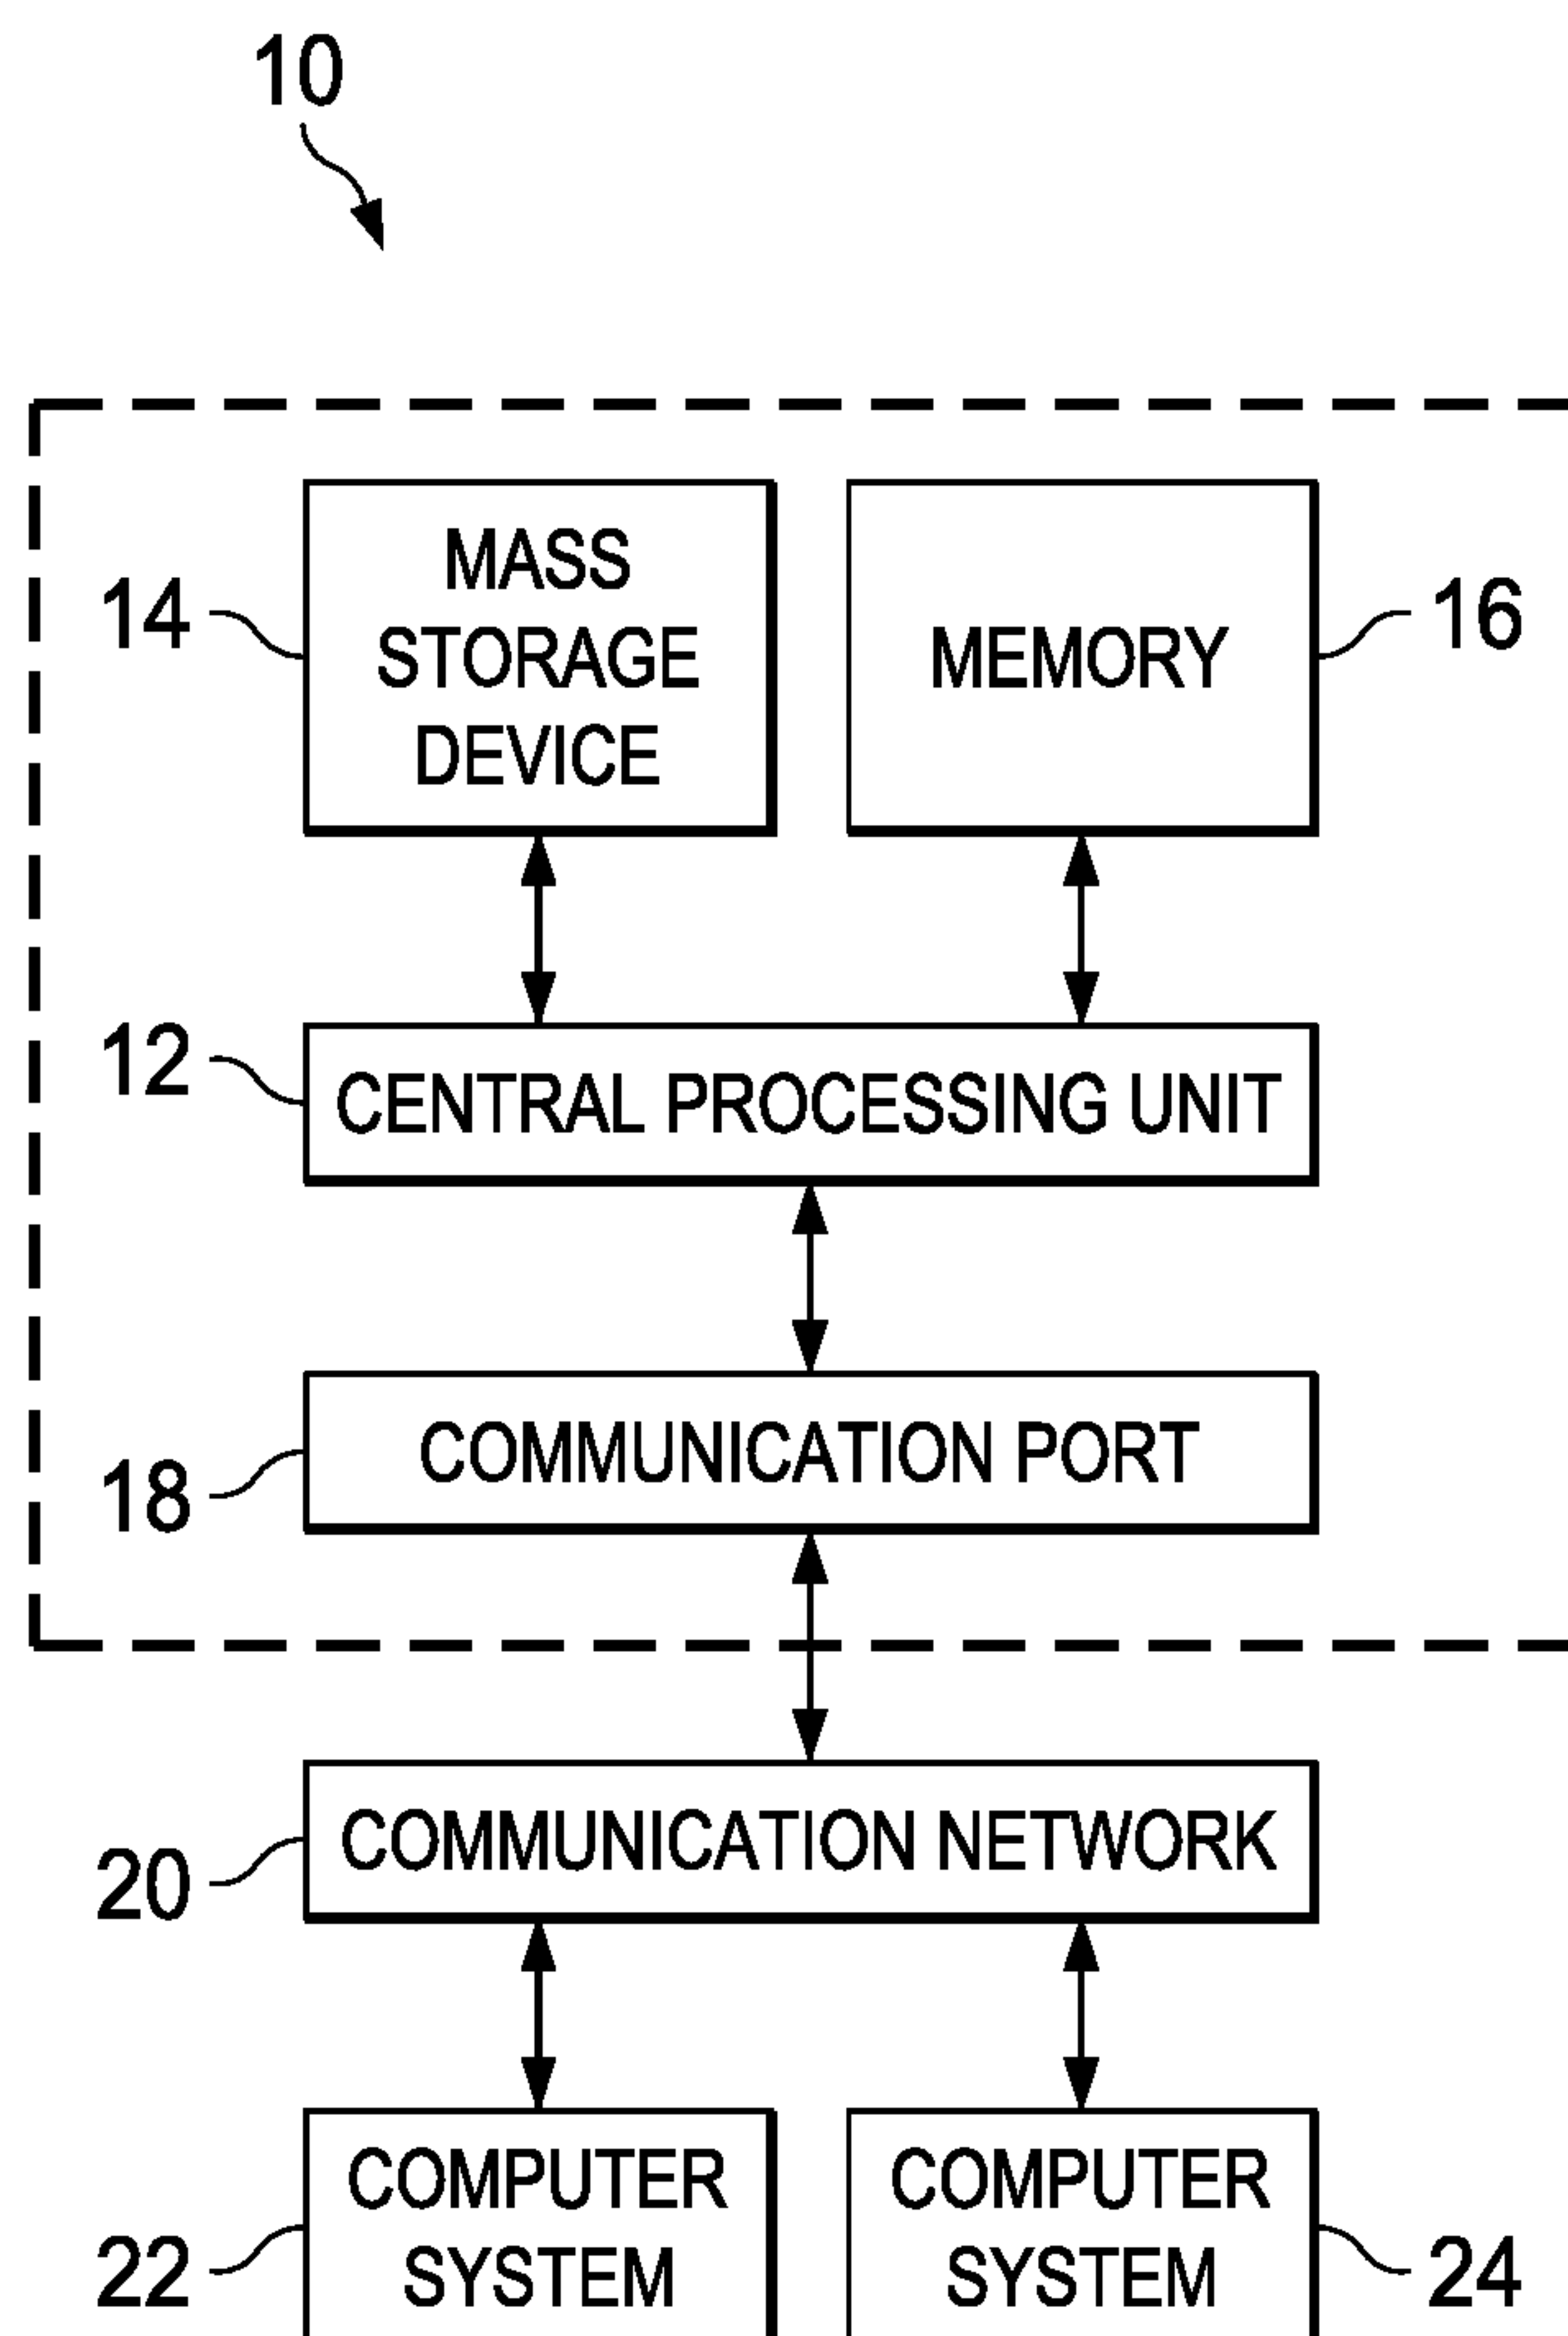 10
MASS
STORAGE
DEVICE
14
MEMORY
16
12
CENTRAL PROCESSING UNIT
COMMUNICATION PORT
18
COMMUNICATION NETWORK
20
COMPUTER
SYSTEM
22
COMPUTER
SYSTEM
24